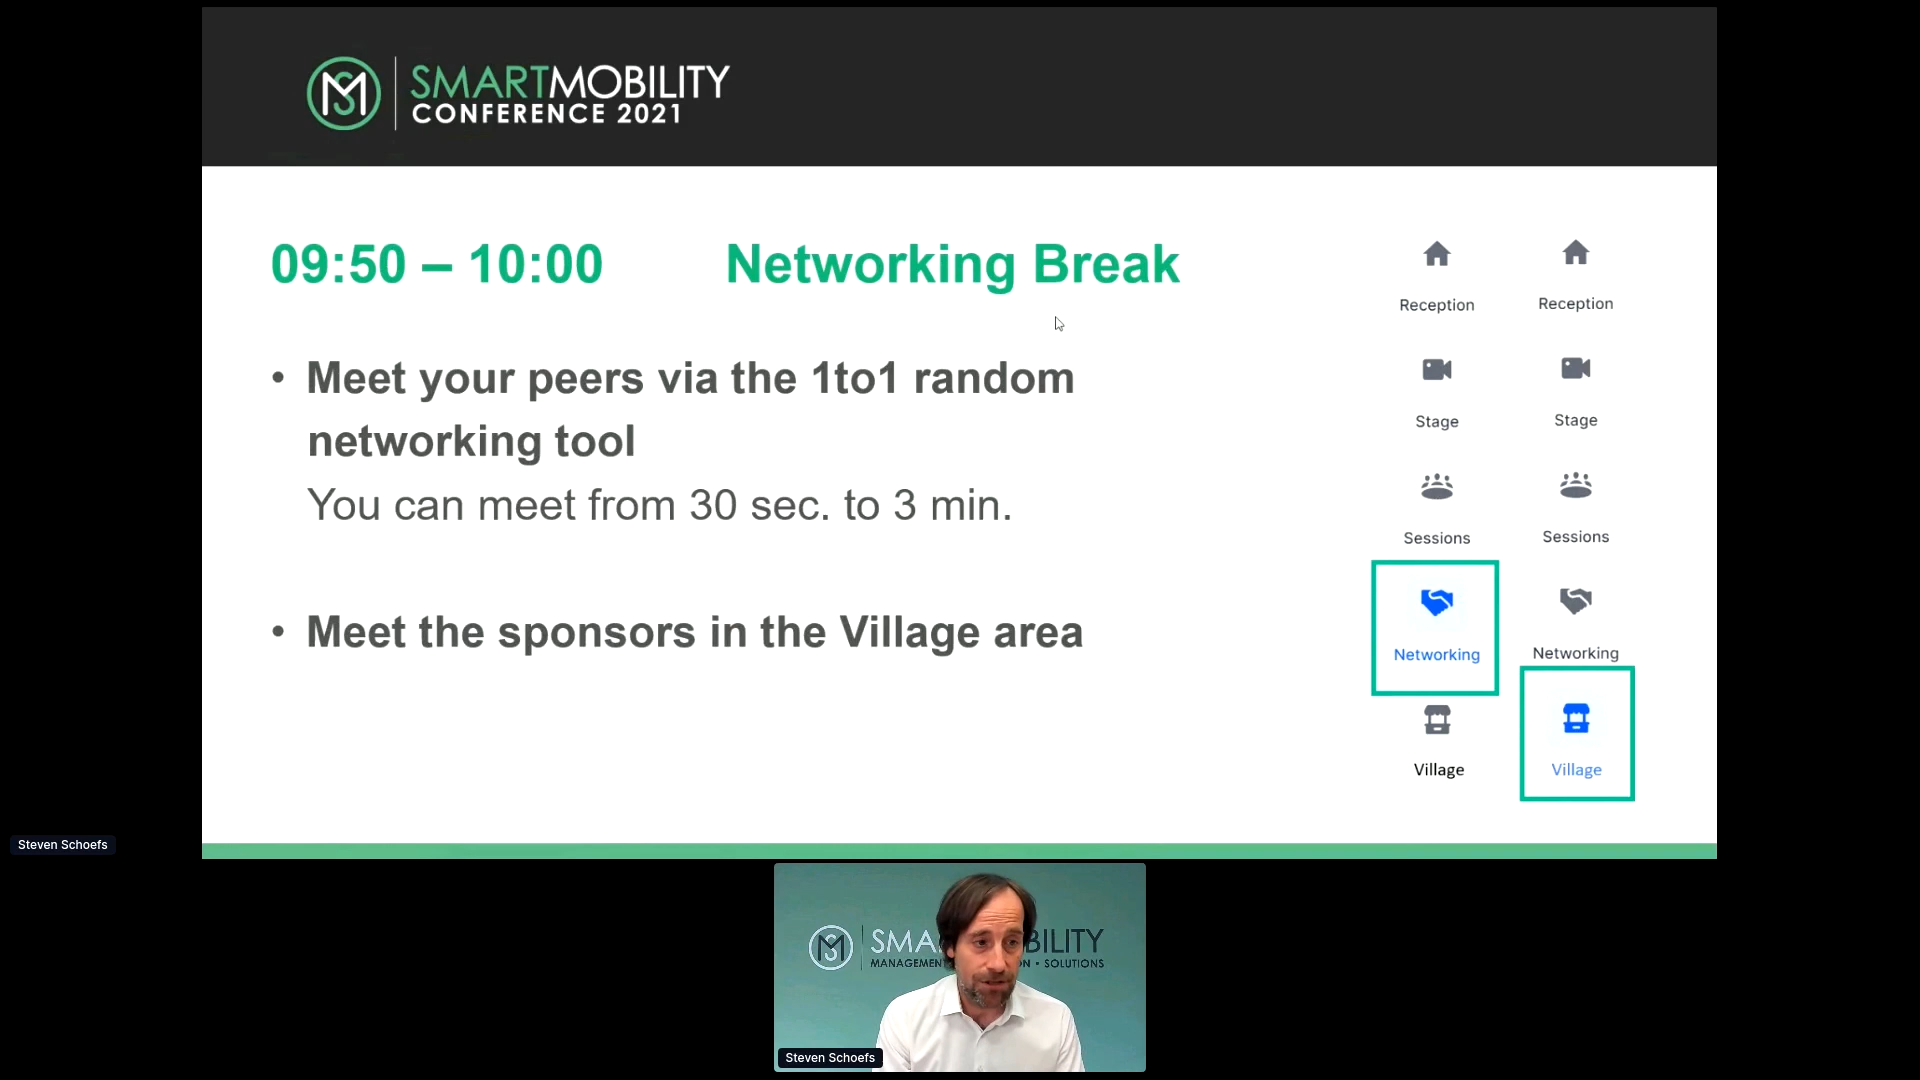 SMARTMOBILITY
CONFERENCE 2021
09:50 – 10:00 Networking Break
• Meet your peers via the 1to1 random
networking tool
You can meet from 30 sec. to 3 min.
• Meet the sponsors in the Village area
Reception Reception
Stage Stage
Sessions Sessions
Networking Networking
Village Village
Steven Schoefs
SMA BILITY
MANAGEMEN N • SOLUTIONS
Steven Schoefs